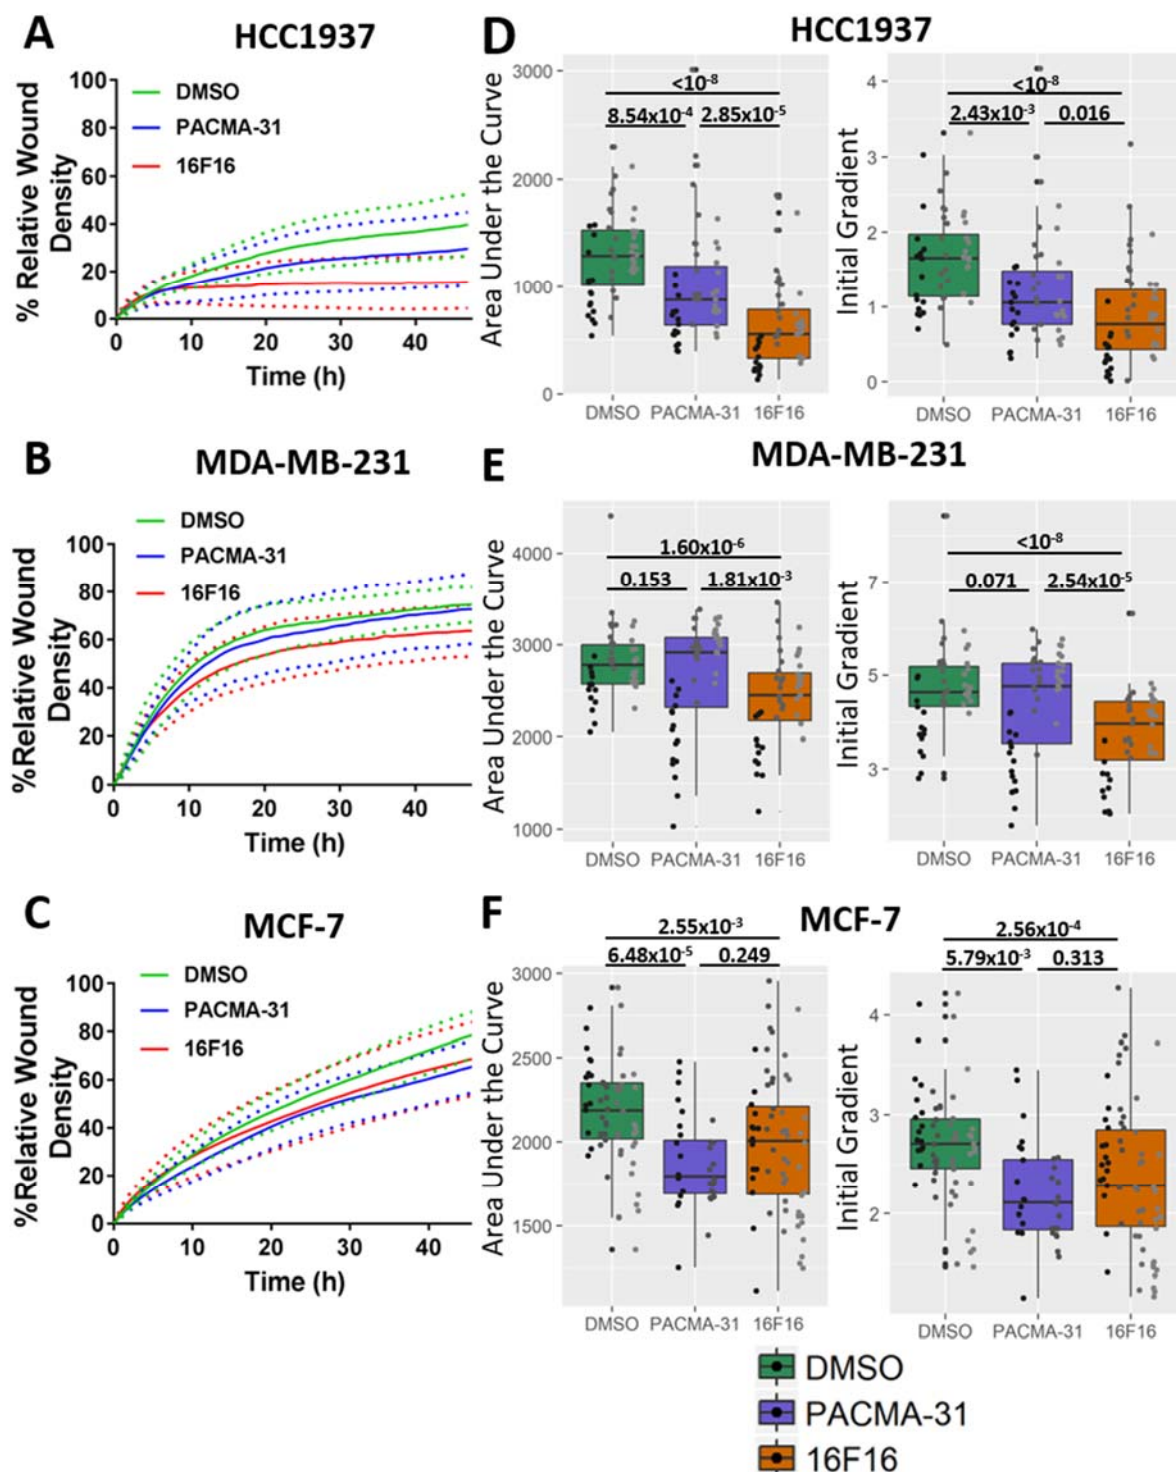 A
HCC1937
% Relative Wound
Density
100
80
60
40
20
0
DMSO
PACMA-31
16F16
0
10
20
30
40
Time (h)
D
HCC1937
Area Under the Curve
3000
2000
1000
0
<10⁻⁸
8.54x10⁻⁴
2.85x10⁻⁵
DMSO
PACMA-31
16F16
Initial Gradient
4
3
2
1
0
<10⁻⁸
2.43x10⁻³
0.016
DMSO
PACMA-31
16F16
B
MDA-MB-231
%Relative Wound
Density
100
80
60
40
20
0
DMSO
PACMA-31
16F16
0
10
20
30
40
Time (h)
E
MDA-MB-231
Area Under the Curve
4000
3000
2000
1000
1.60x10⁻⁶
0.153
1.81x10⁻³
DMSO
PACMA-31
16F16
Initial Gradient
7
5
3
<10⁻⁸
0.071
2.54x10⁻⁵
DMSO
PACMA-31
16F16
C
MCF-7
%Relative Wound
Density
100
80
60
40
20
0
DMSO
PACMA-31
16F16
0
10
20
30
40
Time (h)
F
MCF-7
Area Under the Curve
3000
2500
2000
1500
2.55x10⁻³
6.48x10⁻⁵
0.249
DMSO
PACMA-31
16F16
Initial Gradient
4
3
2
2.56x10⁻⁴
5.79x10⁻³
0.313
DMSO
PACMA-31
16F16
DMSO
PACMA-31
16F16